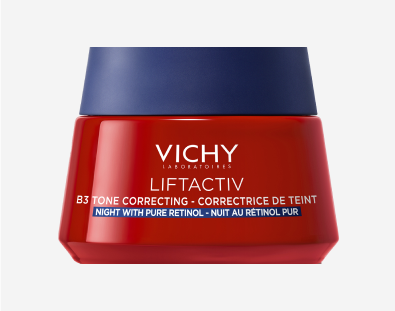 VICHY
LABORATOIRES
LIFTACTIV
B3 TONE CORRECTING - CORRECTRICE DE TEINT
NIGHT WITH PURE RETINOL - NUIT AU RÉTINOL PUR